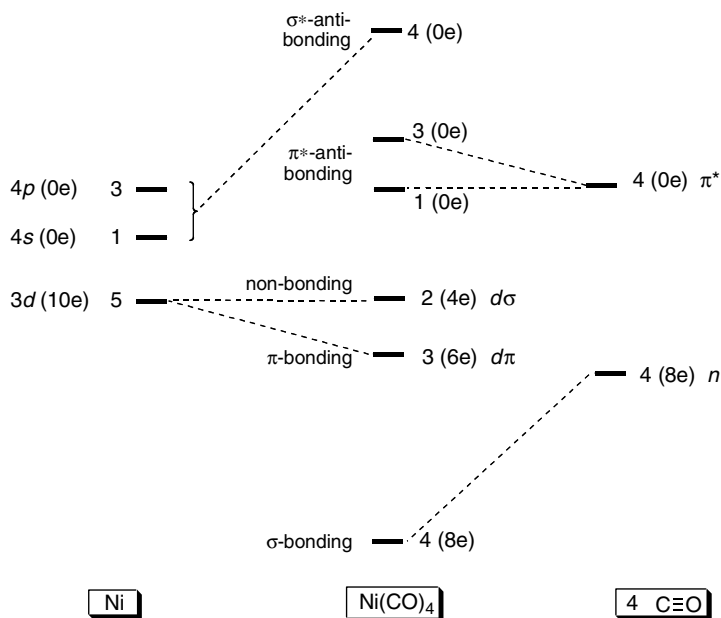 σ*-anti-
bonding
4 (0e)
3 (0e)
π*-anti-
bonding
4p (0e) 3
4 (0e) π*
1 (0e)
4s (0e) 1
non-bonding
3d (10e) 5
2 (4e) dσ
π-bonding
3 (6e) dπ
4 (8e) n
σ-bonding
4 (8e)
Ni
Ni(CO)₄
4 C≡O